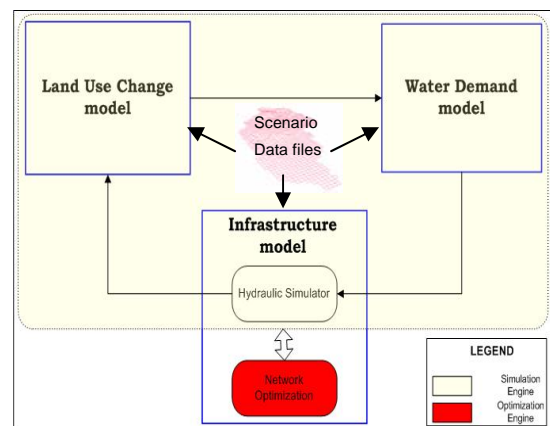 Land Use Change
model
Water Demand
model
Scenario
Data files
Infrastructure
model
Hydraulic Simulator
Network
Optimization
LEGEND
Simulation
Engine
Optimization
Engine